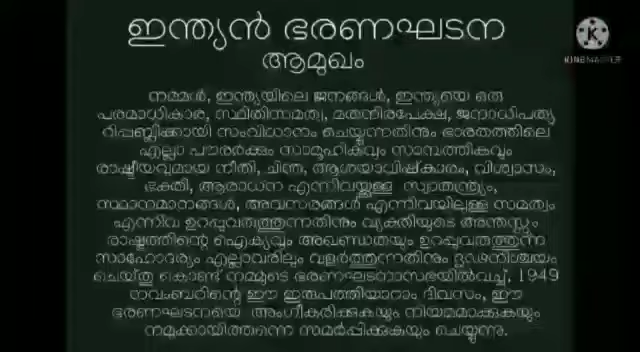 ഇന്ത്യൻ ഭരണഘടന
ആമുഖം
KINEMASTER
നമ്മൾ, ഇന്ത്യയിലെ ജനങ്ങൾ, ഇന്ത്യയെ ഒരു
പരമാധികാര, സ്ഥിതിസമത്വ, മതനിരപേക്ഷ, ജനാധിപത്യ
റിപ്പബ്ലിക്കായി സംവിധാനം ചെയ്യുന്നതിനും ഭാരതത്തിലെ
എല്ലാ പൗരർക്കും സാമൂഹികവും സാമ്പത്തികവും
രാഷ്ട്രീയവുമായ നീതി, ചിന്ത, ആശയാവിഷ്കാരം, വിശ്വാസം,
ഭക്തി, ആരാധന എന്നിവയ്ക്കുള്ള സ്വാതന്ത്ര്യം,
സ്ഥാനമാനങ്ങൾ, അവസരങ്ങൾ എന്നിവയിലുള്ള സമത്വം
എന്നിവ ഉറപ്പുവരുത്തുന്നതിനും വ്യക്തിയുടെ അന്തസ്സും
രാഷ്ട്രത്തിന്റെ ഐക്യവും അഖണ്ഡതയും ഉറപ്പുവരുത്തുന്ന
സാഹോദര്യം എല്ലാവരിലും വളർത്തുന്നതിനും ദൃഢനിശ്ചയം
ചെയ്തു കൊണ്ട് നമ്മുടെ ഭരണഘടനാസഭയിൽവച്ച്, 1949
നവംബറിന്റെ ഈ ഇരുപത്തിയാറാം ദിവസം, ഈ
ഭരണഘടനയെ അംഗീകരിക്കുകയും നിയമമാക്കുകയും
നമുക്കായിത്തന്നെ സമർപ്പിക്കുകയും ചെയ്യുന്നു.